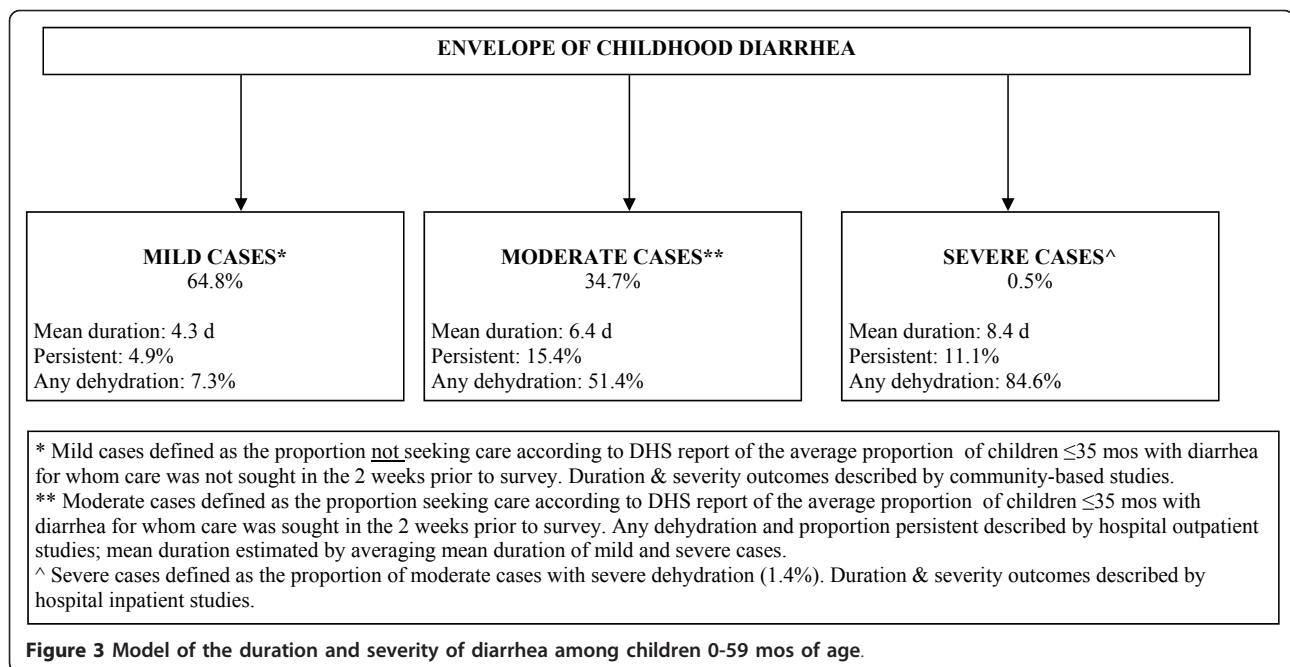 ENVELOPE OF CHILDHOOD DIARRHEA
MILD CASES*
64.8%
Mean duration: 4.3 d
Persistent: 4.9%
Any dehydration: 7.3%
MODERATE CASES**
34.7%
Mean duration: 6.4 d
Persistent: 15.4%
Any dehydration: 51.4%
SEVERE CASES^
0.5%
Mean duration: 8.4 d
Persistent: 11.1%
Any dehydration: 84.6%
* Mild cases defined as the proportion not seeking care according to DHS report of the average proportion of children ≤35 mos with diarrhea
for whom care was not sought in the 2 weeks prior to survey. Duration & severity outcomes described by community-based studies.
** Moderate cases defined as the proportion seeking care according to DHS report of the average proportion of children ≤35 mos with
diarrhea for whom care was sought in the 2 weeks prior to survey. Any dehydration and proportion persistent described by hospital outpatient
studies; mean duration estimated by averaging mean duration of mild and severe cases.
^ Severe cases defined as the proportion of moderate cases with severe dehydration (1.4%). Duration & severity outcomes described by
hospital inpatient studies.
Figure 3 Model of the duration and severity of diarrhea among children 0-59 mos of age.